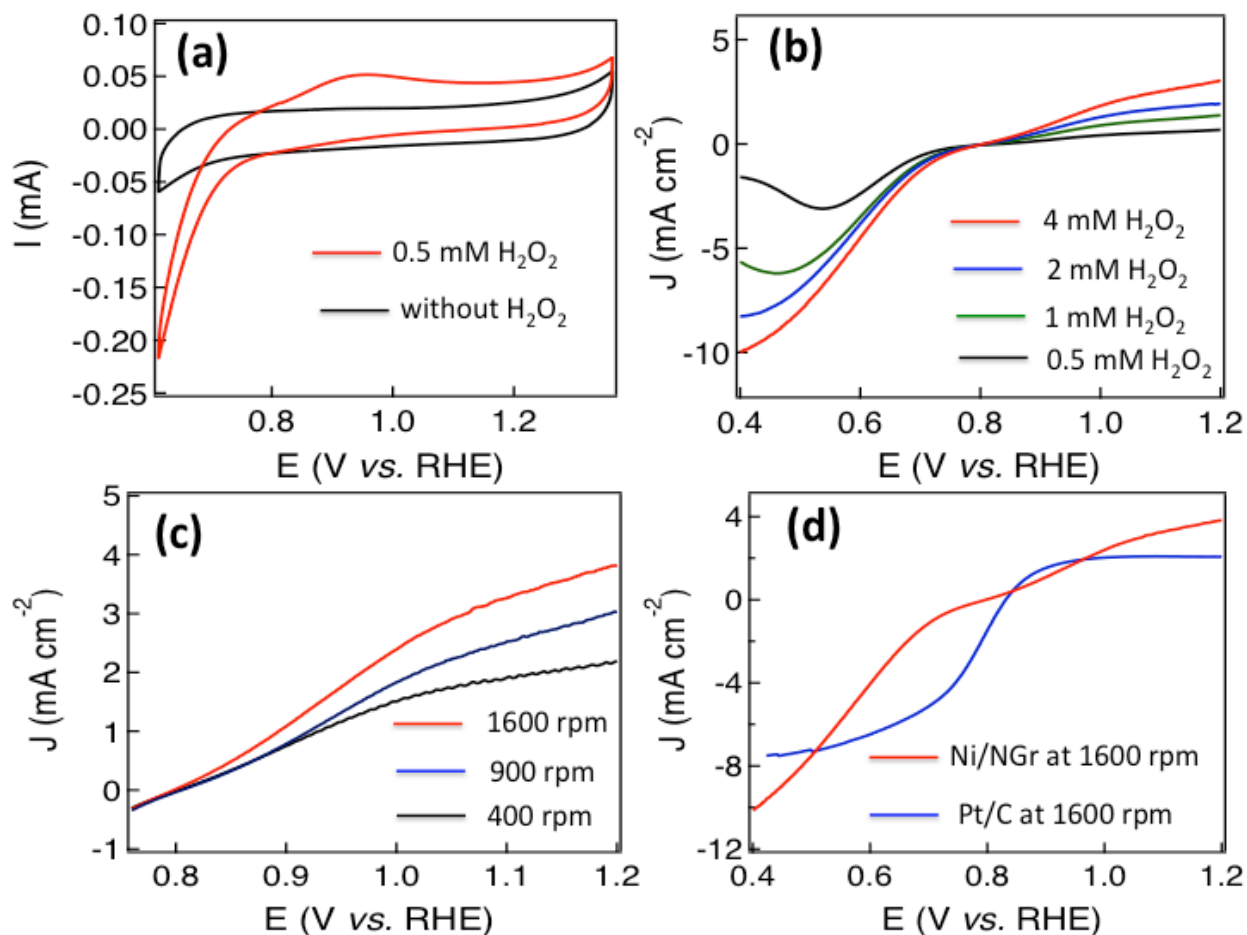 (a)
0.10
0.05
0.00
-0.05
-0.10
-0.15
-0.20
-0.25
I (mA)
0.5 mM H₂O₂
without H₂O₂
0.8
1.0
1.2
E (V vs. RHE)
(b)
5
0
-5
-10
J (mA cm⁻²)
4 mM H₂O₂
2 mM H₂O₂
1 mM H₂O₂
0.5 mM H₂O₂
0.4
0.6
0.8
1.0
1.2
E (V vs. RHE)
(c)
5
4
3
2
1
0
-1
J (mA cm⁻²)
1600 rpm
900 rpm
400 rpm
0.8
0.9
1.0
1.1
1.2
E (V vs. RHE)
(d)
4
0
-4
-8
-12
J (mA cm⁻²)
Ni/NGr at 1600 rpm
Pt/C at 1600 rpm
0.4
0.6
0.8
1.0
1.2
E (V vs. RHE)